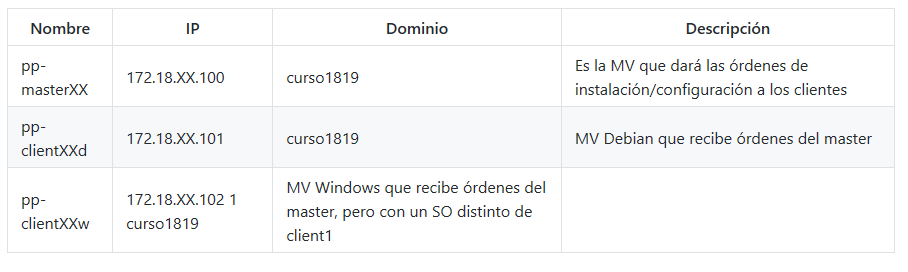 Nombre IP Dominio Descripción
pp-
masterXX
172.18.XX.100
curso1819
Es la MV que dará las órdenes de
instalación/configuración a los clientes
pp-
clientXXd
172.18.XX.101
curso1819
MV Debian que recibe órdenes del master
pp-
clientXXw
172.18.XX.102 1
curso1819
MV Windows que recibe órdenes del
master, pero con un SO distinto de
client1